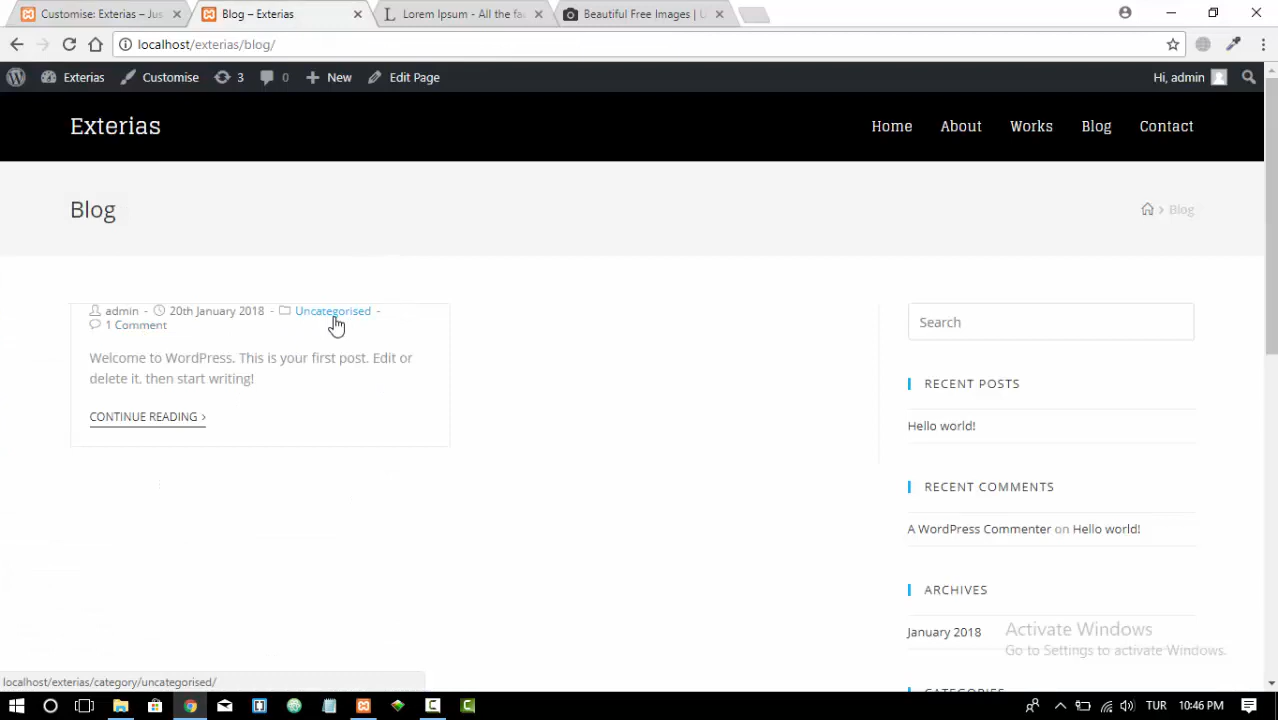 Customise: Exterias – Jus
Blog – Exterias
Lorem Ipsum - All the fac
Beautiful Free Images | U
localhost/exterias/blog/
Exterias Customise 3 0 New Edit Page Hi, admin
Exterias
Home About Works Blog Contact
Blog
Blog
admin - 20th January 2018 - Uncategorised -
1 Comment
Welcome to WordPress. This is your first post. Edit or
delete it, then start writing!
CONTINUE READING
Search
RECENT POSTS
Hello world!
RECENT COMMENTS
A WordPress Commenter on Hello world!
ARCHIVES
January 2018
Activate Windows
Go to Settings to activate Windows.
CATEGORIES
localhost/exterias/category/uncategorised/
TUR 10:46 PM